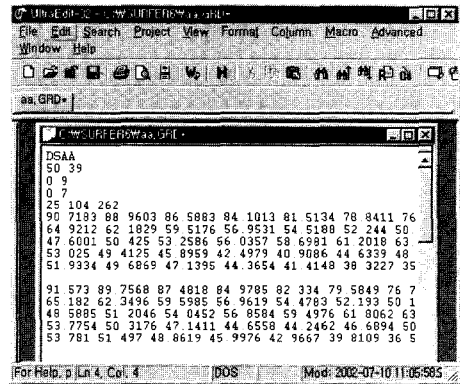 UltraEdit-32 - C:₩SURFER6₩aa.GRD*
File Edit Search Project View Format Column Macro Advanced
Window Help
aa.GRD*
C:₩SURFER6₩aa.GRD*
DSAA
50 39
0 9
0 7
25 104 262
90 7183 88 9603 86 5883 84.1013 81.5134 78.8411 76
64 9212 62 1829 59.5176 56.9531 54.5188 52 244 50.
47.6001 50 425 53.2586 56.0357 58.6981 61.2018 63.
53 025 49 4125 45.8959 42.4979 40.9086 44.6339 48
51.9334 49 6869 47.1395 44.3654 41.4148 38 3227 35
91.573 89.7568 87 4818 84 9785 82 334 79.5849 76 7
65 182 62.3496 59 5985 56.9619 54.4783 52.193 50 1
48 5885 51 2046 54 0452 56 8584 59 4976 61 8062 63
53.7754 50 3176 47.1411 44 6558 44 2462 46.6894 50
53 781 51 497 48.8619 45.9976 42 9667 39 8109 36 5
For Help, p Ln 4, Col. 4 DOS Mod: 2002-07-10 11:05:58S